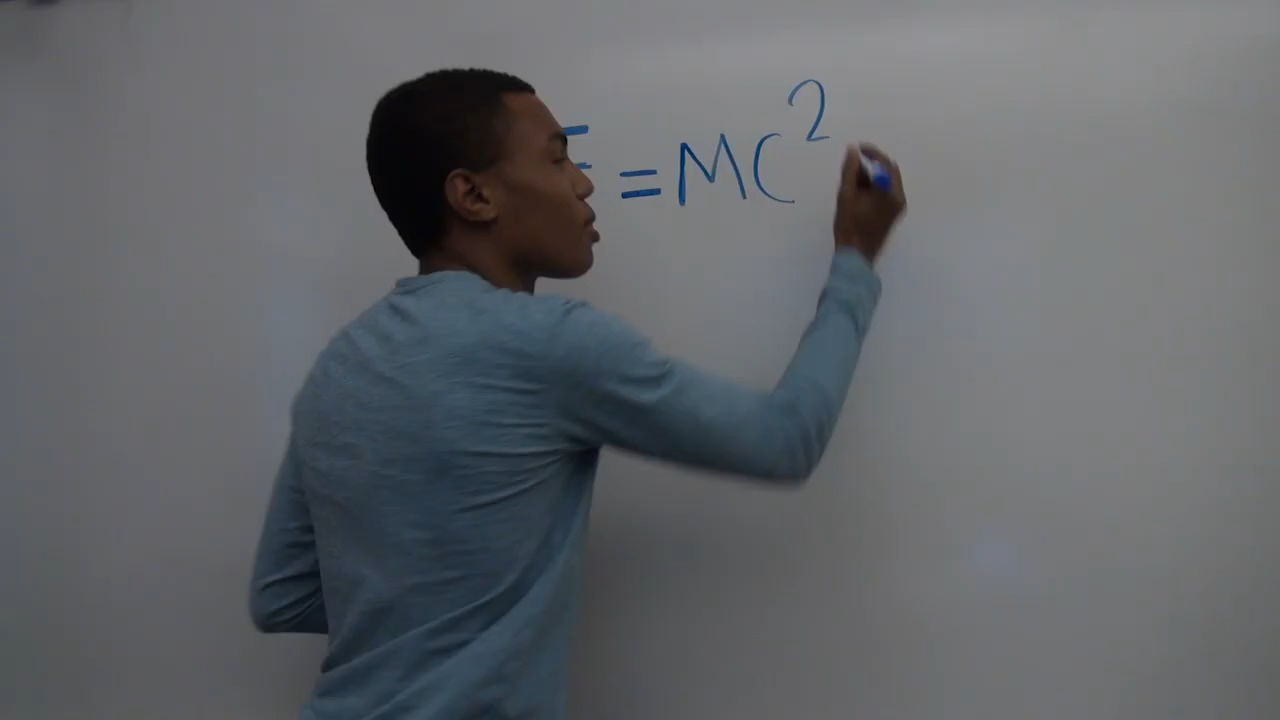 E = MC²